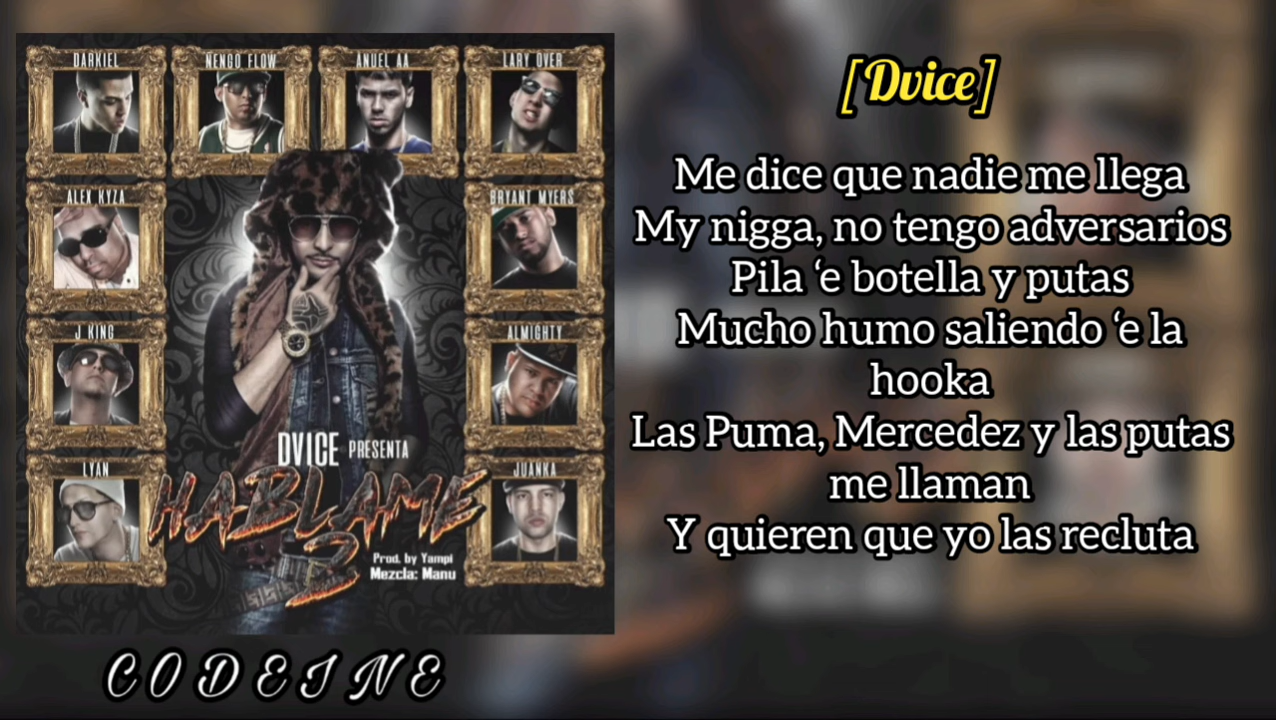 DARKIEL
ÑENGO FLOW
ANUEL AA
LARY OVER
ALEX KYZA
BRYANT MYERS
J KING
ALMIGHTY
LYAN
JUANKA
DVICE PRESENTA
HABLAME
3
Prod. by Yampi
Mezcla: Manu
CODEINE
[Dvice]
Me dice que nadie me llega
My nigga, no tengo adversarios
Pila ‘e botella y putas
Mucho humo saliendo ‘e la
hooka
Las Puma, Mercedez y las putas
me llaman
Y quieren que yo las recluta